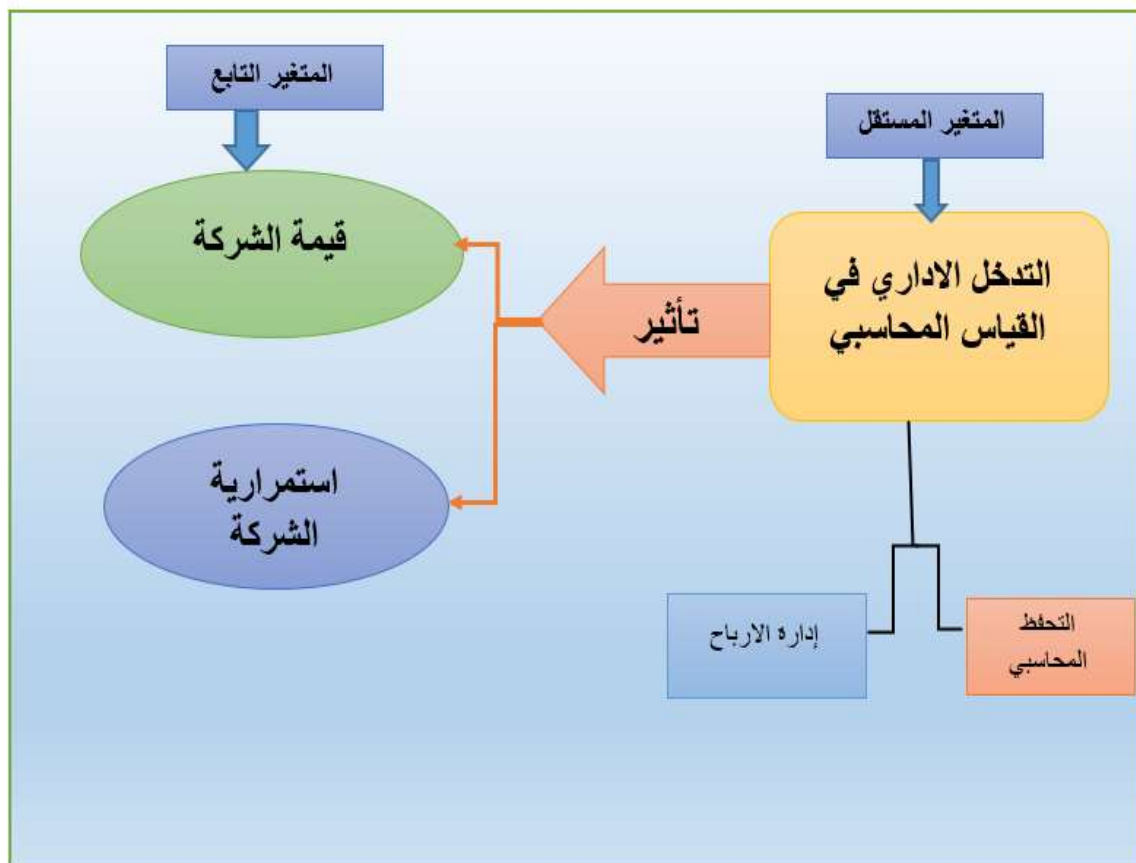 المتغير المستقل
المتغير التابع
التدخل الاداري في
القياس المحاسبي
تأثير
قيمة الشركة
استمرارية
الشركة
التحفظ
المحاسبي
إدارة الارباح